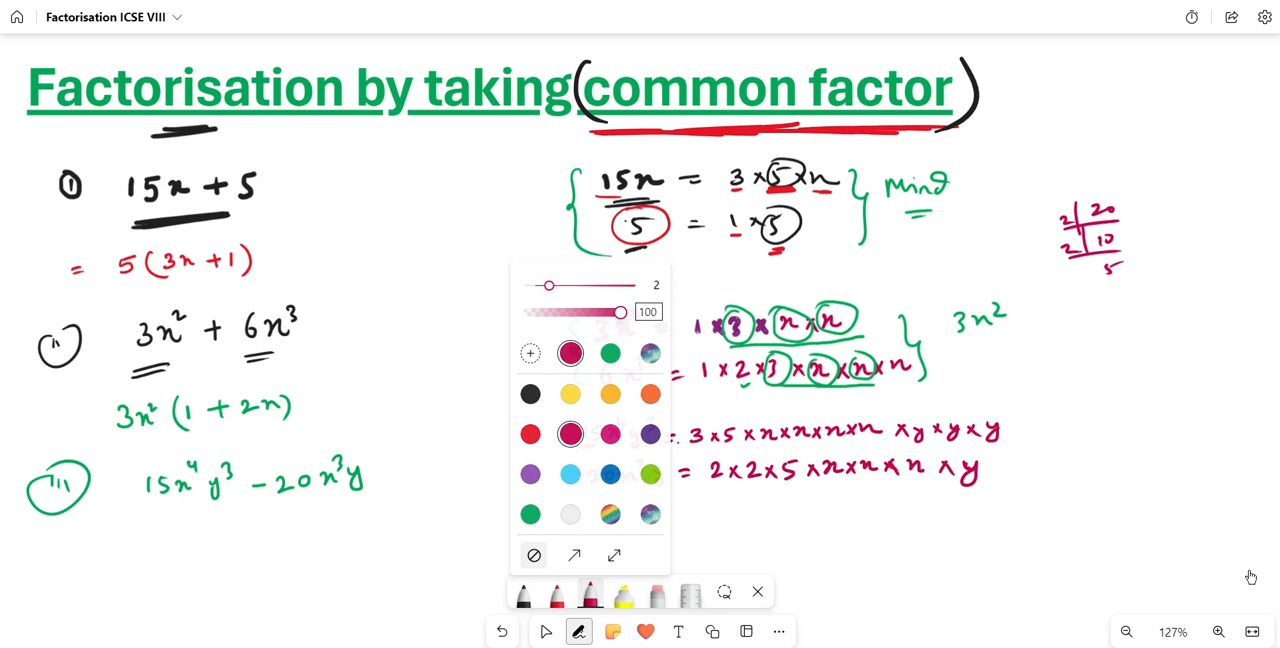 Factorisation ICSE VIII
Factorisation by taking (common factor)
① 15x + 5
= 5(3x + 1)
15x = 3 × 5 × x
5 = 1 × 5
Mind
2 | 20
2 | 10
5
(ii) 3x² + 6x³
3x² (1 + 2x)
1 × 3 × x × x
= 1 × 2 × 3 × x × x × x
3x²
(iii) 15x⁴y³ - 20x³y
= 3 × 5 × x × x × x × x × y × y × y
= 2 × 2 × 5 × x × x × x × y
2
100
127%